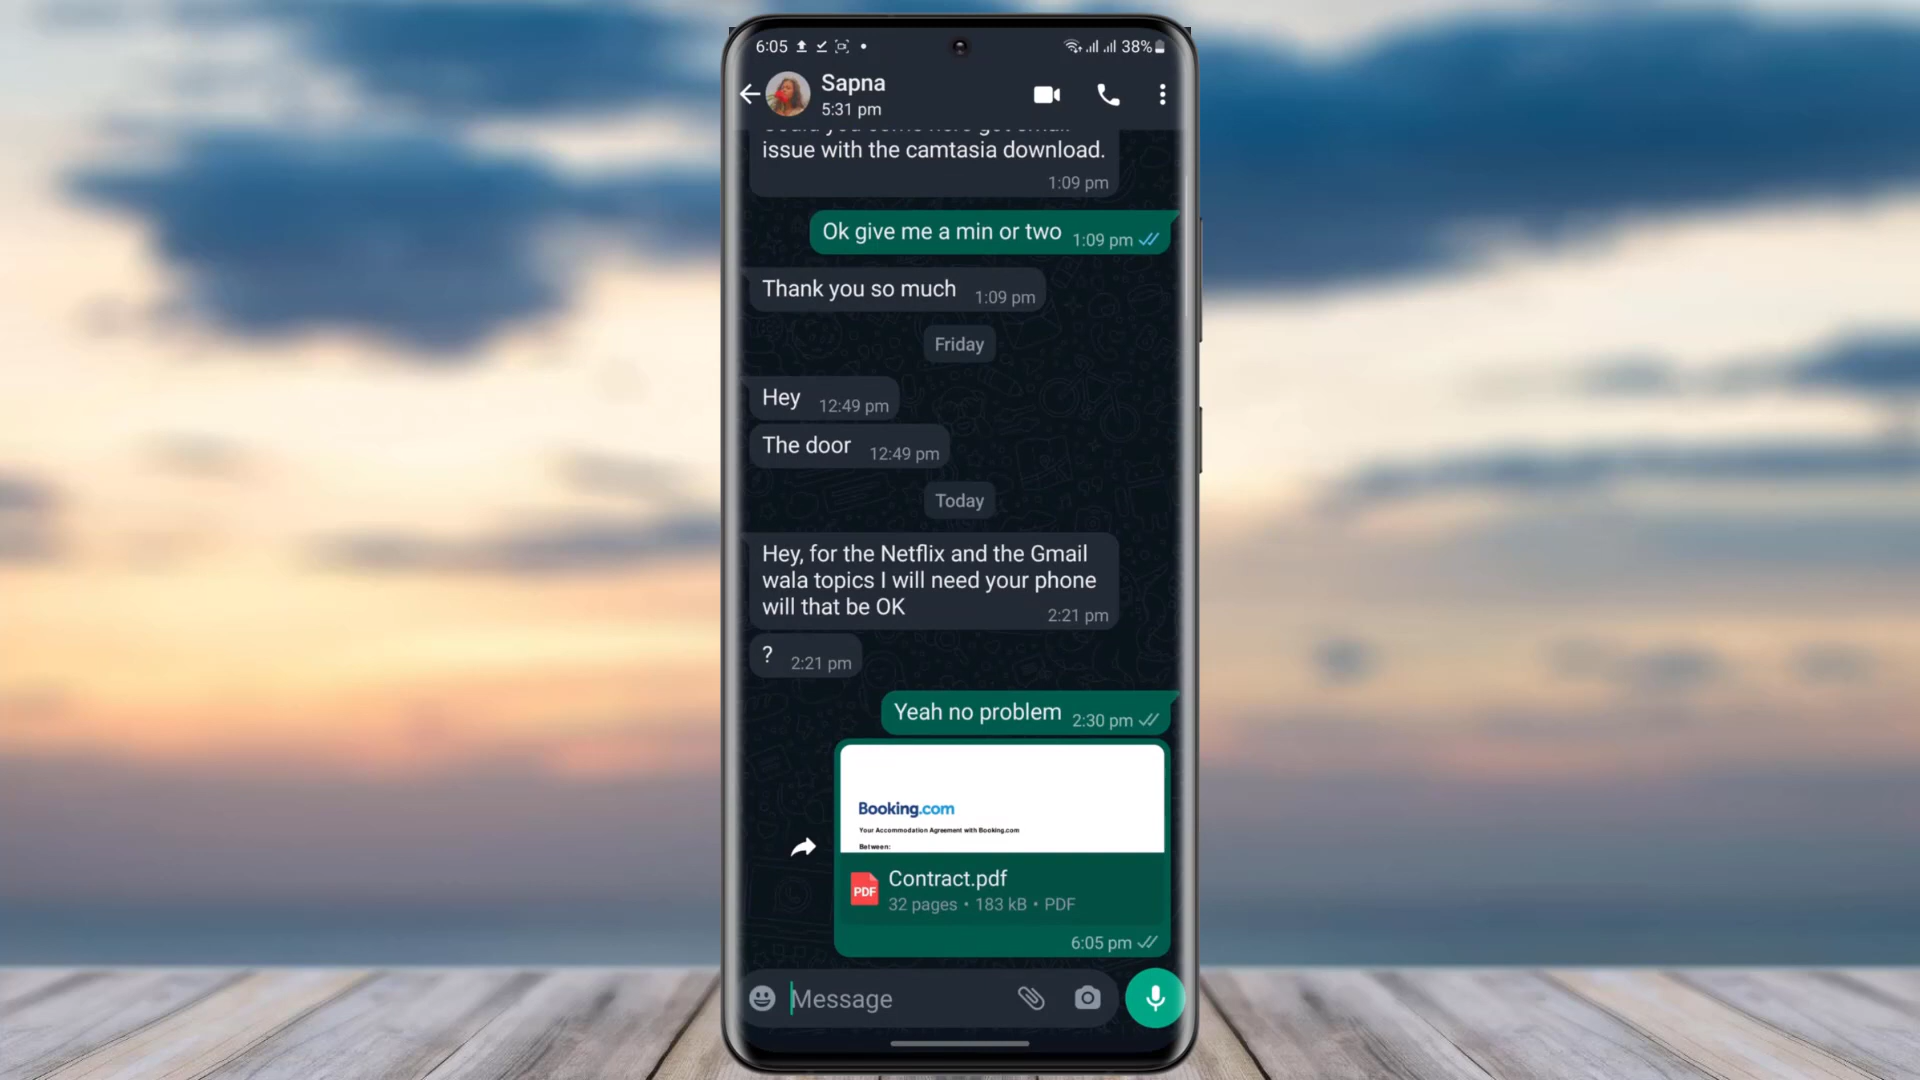 6:05
38%
Sapna
5:31 pm
issue with the camtasia download.
1:09 pm
Ok give me a min or two 1:09 pm
Thank you so much 1:09 pm
Friday
Hey 12:49 pm
The door 12:49 pm
Today
Hey, for the Netflix and the Gmail
wala topics I will need your phone
will that be OK
2:21 pm
? 2:21 pm
Yeah no problem 2:30 pm
Booking.com
Your Accommodation Agreement with Booking.com
Between:
PDF
Contract.pdf
32 pages • 183 kB • PDF
6:05 pm
Message